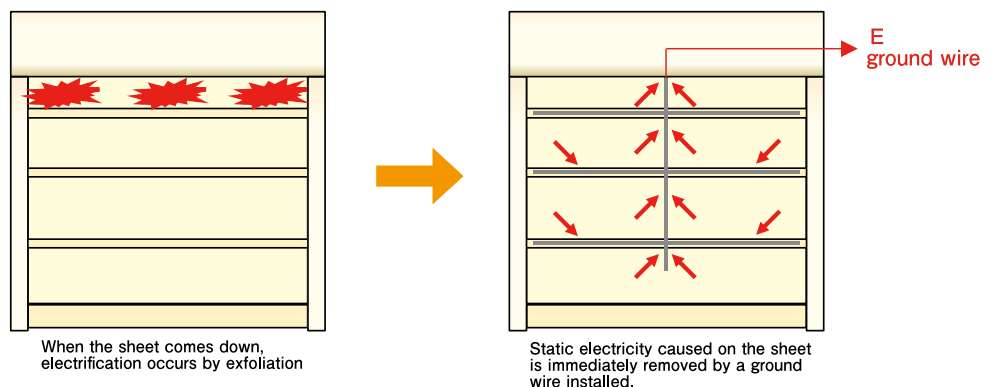 E
ground wire
When the sheet comes down,
electrification occurs by exfoliation
Static electricity caused on the sheet
is immediately removed by a ground
wire installed.